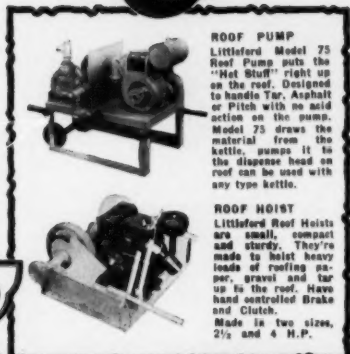 ROOF PUMP
Littleford Model 75
Roof Pump puts the
"Hot Stuff" right up
on the roof. Designed
to handle Tar, Asphalt
or Pitch with no acid
action on the pump.
Model 75 draws the
material from the
kettle, pumps it to
the dispense head on
roof can be used with
any type kettle.
ROOF HOIST
Littleford Roof Hoists
are small, compact
and sturdy. They're
made to hoist heavy
loads of roofing pa-
per, gravel and tar
up to the roof. Have
hand controlled Brake
and Clutch.
Made in two sizes,
2½ and 4 H.P.